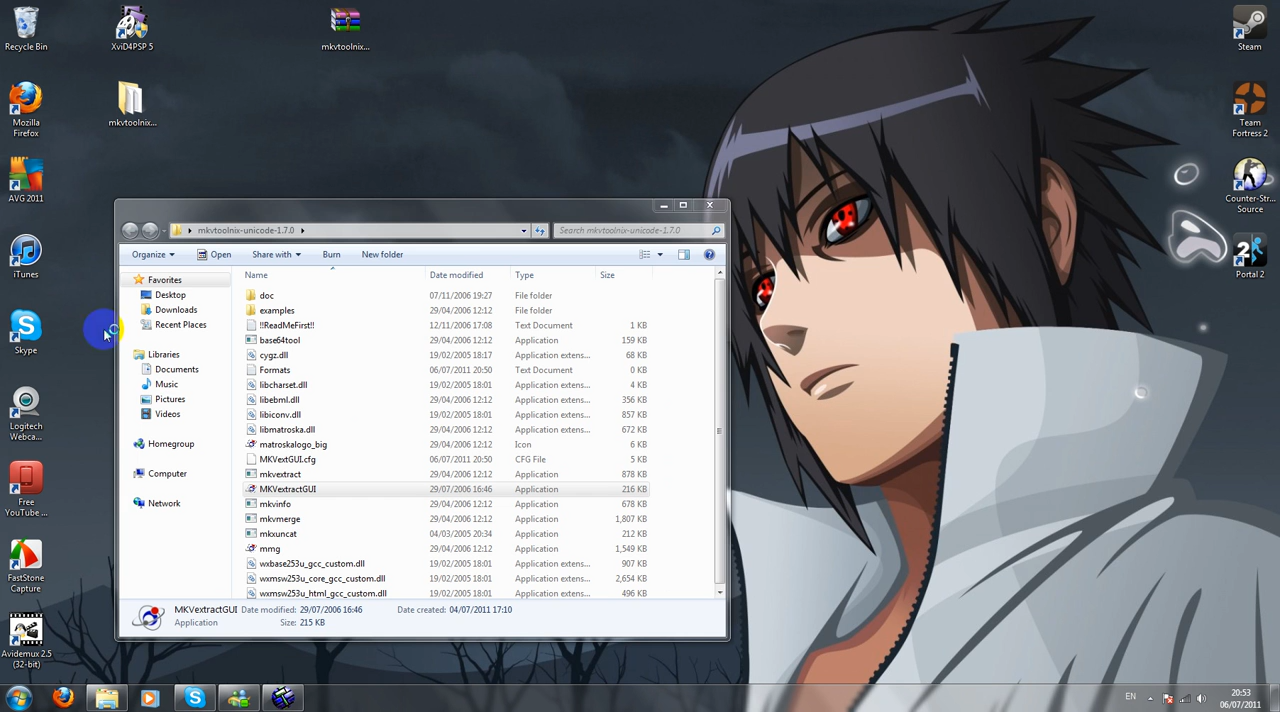 Recycle Bin
XviD4PSP 5
mkvtoolnix...
Steam
Mozilla
Firefox
mkvtoolnix...
Team
Fortress 2
AVG 2011
Counter-Str...
Source
iTunes
Portal 2
Skype
Logitech
Webca...
Free
YouTube ...
FastStone
Capture
Avidemux 2.5
(32-bit)
mkvtoolnix-unicode-1.7.0
Search mkvtoolnix-unicode-1.7.0
Organize Open Share with Burn New folder
Favorites
Desktop
Downloads
Recent Places
Libraries
Documents
Music
Pictures
Videos
Homegroup
Computer
Network
Name Date modified Type Size
doc 07/11/2006 19:27 File folder
examples 29/04/2006 12:12 File folder
!!ReadMeFirst!! 12/11/2006 17:08 Text Document 1 KB
base64tool 29/04/2006 12:12 Application 159 KB
cygz.dll 19/02/2005 18:17 Application extens... 68 KB
Formats 06/07/2011 20:50 Text Document 0 KB
libcharset.dll 19/02/2005 18:01 Application extens... 4 KB
libebml.dll 29/04/2006 12:12 Application extens... 356 KB
libiconv.dll 19/02/2005 18:01 Application extens... 857 KB
libmatroska.dll 29/04/2006 12:12 Application extens... 672 KB
matroskalogo_big 29/04/2006 12:12 Icon 6 KB
MKVextGUI.cfg 06/07/2011 20:50 CFG File 5 KB
mkvextract 29/04/2006 12:12 Application 878 KB
MKVextractGUI 29/07/2006 16:46 Application 216 KB
mkvinfo 29/04/2006 12:12 Application 678 KB
mkvmerge 29/04/2006 12:12 Application 1,807 KB
mkxuncat 04/03/2005 20:34 Application 212 KB
mmg 29/04/2006 12:12 Application 1,549 KB
wxbase253u_gcc_custom.dll 19/02/2005 18:01 Application extens... 907 KB
wxmsw253u_core_gcc_custom.dll 19/02/2005 18:01 Application extens... 2,654 KB
wxmsw253u_html_gcc_custom.dll 19/02/2005 18:01 Application extens... 496 KB
MKVextractGUI Date modified: 29/07/2006 16:46 Date created: 04/07/2011 17:10
Application Size: 215 KB
EN
20:53
06/07/2011